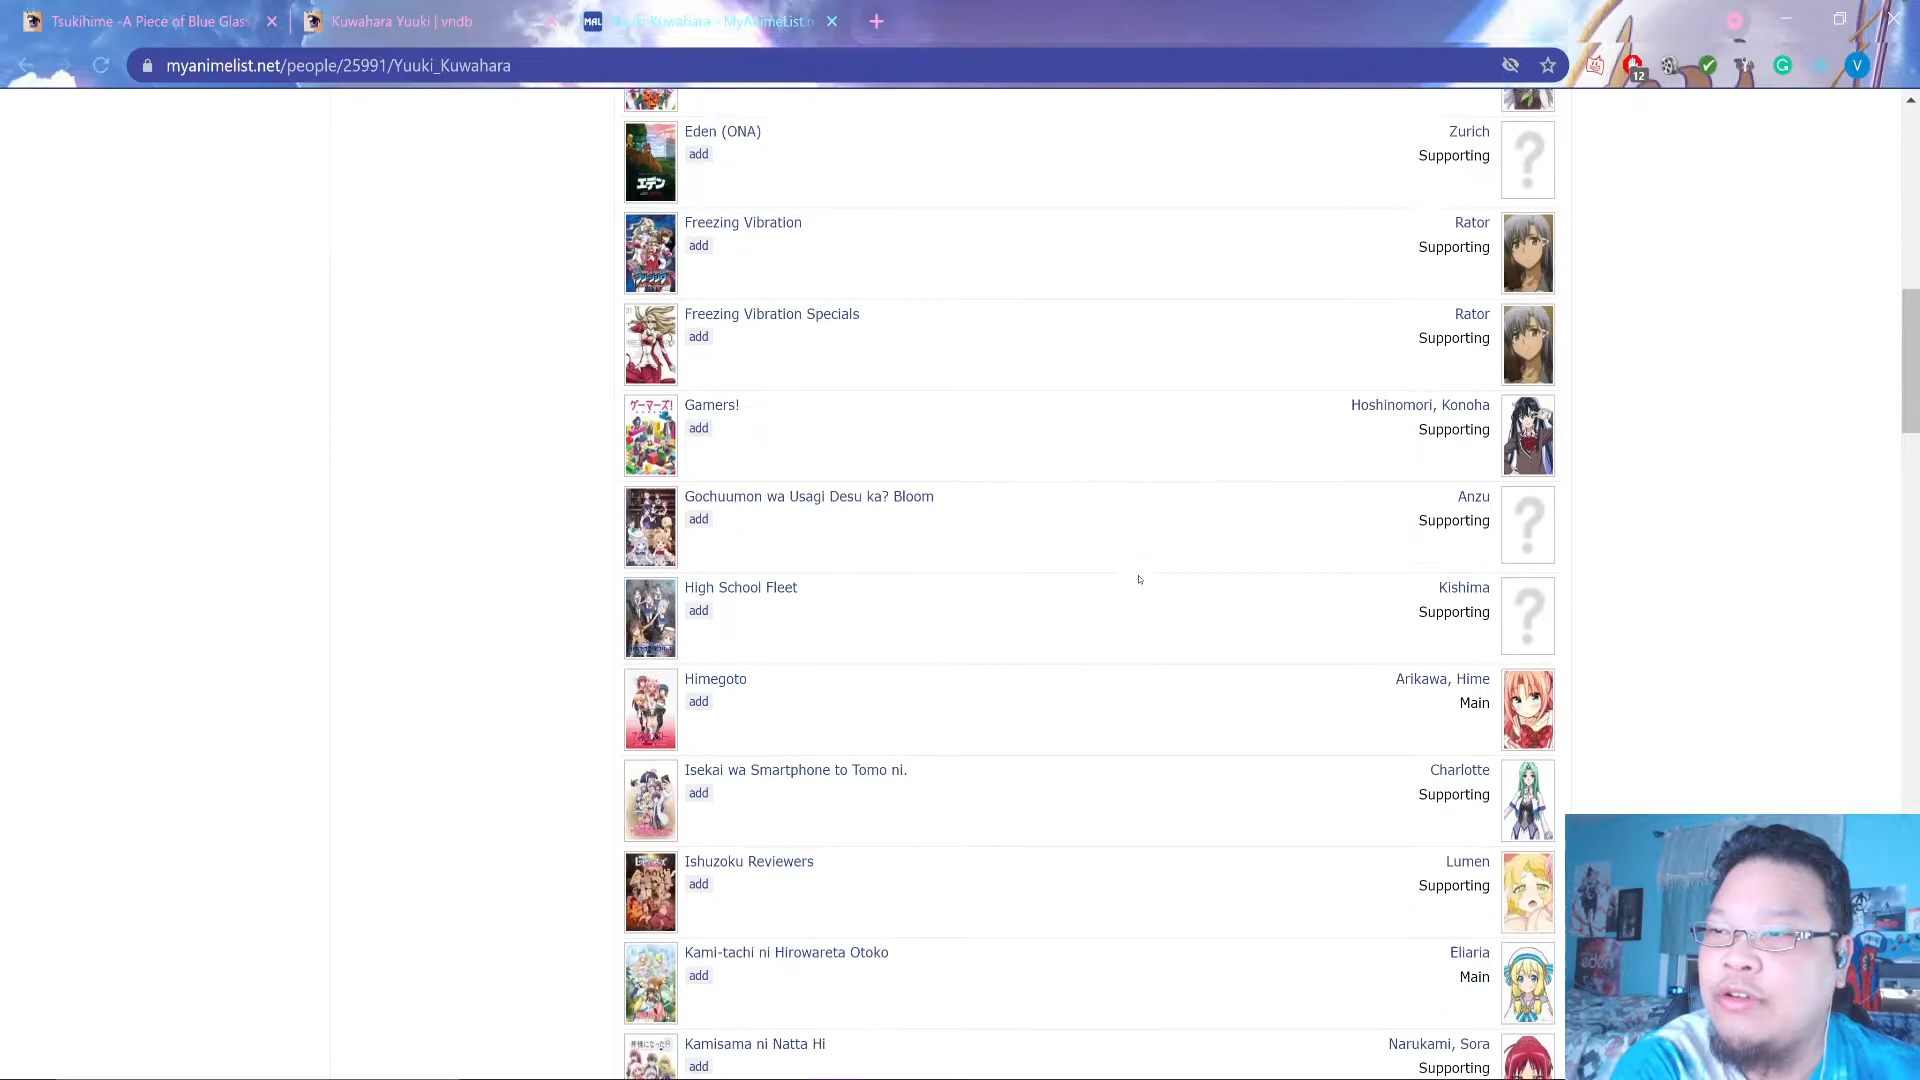 Tsukihime -A Piece of Blue Glass
Kuwahara Yuuki | vndb
MAL
Yuuki Kuwahara - MyAnimeList.n
myanimelist.net/people/25991/Yuuki_Kuwahara
12
G
V
Eden (ONA)
Zurich
add
Supporting
エデン
Freezing Vibration
Rator
add
Supporting
Freezing Vibration Specials
Rator
add
Supporting
ゲーマーズ!
Gamers!
Hoshinomori, Konoha
add
Supporting
Gochuumon wa Usagi Desu ka? Bloom
Anzu
add
Supporting
High School Fleet
Kishima
add
Supporting
Himegoto
Arikawa, Hime
add
Main
Isekai wa Smartphone to Tomo ni.
Charlotte
add
Supporting
Ishuzoku Reviewers
Lumen
add
Supporting
Kami-tachi ni Hirowareta Otoko
Eliaria
add
Main
Kamisama ni Natta Hi
Narukami, Sora
add
Supporting